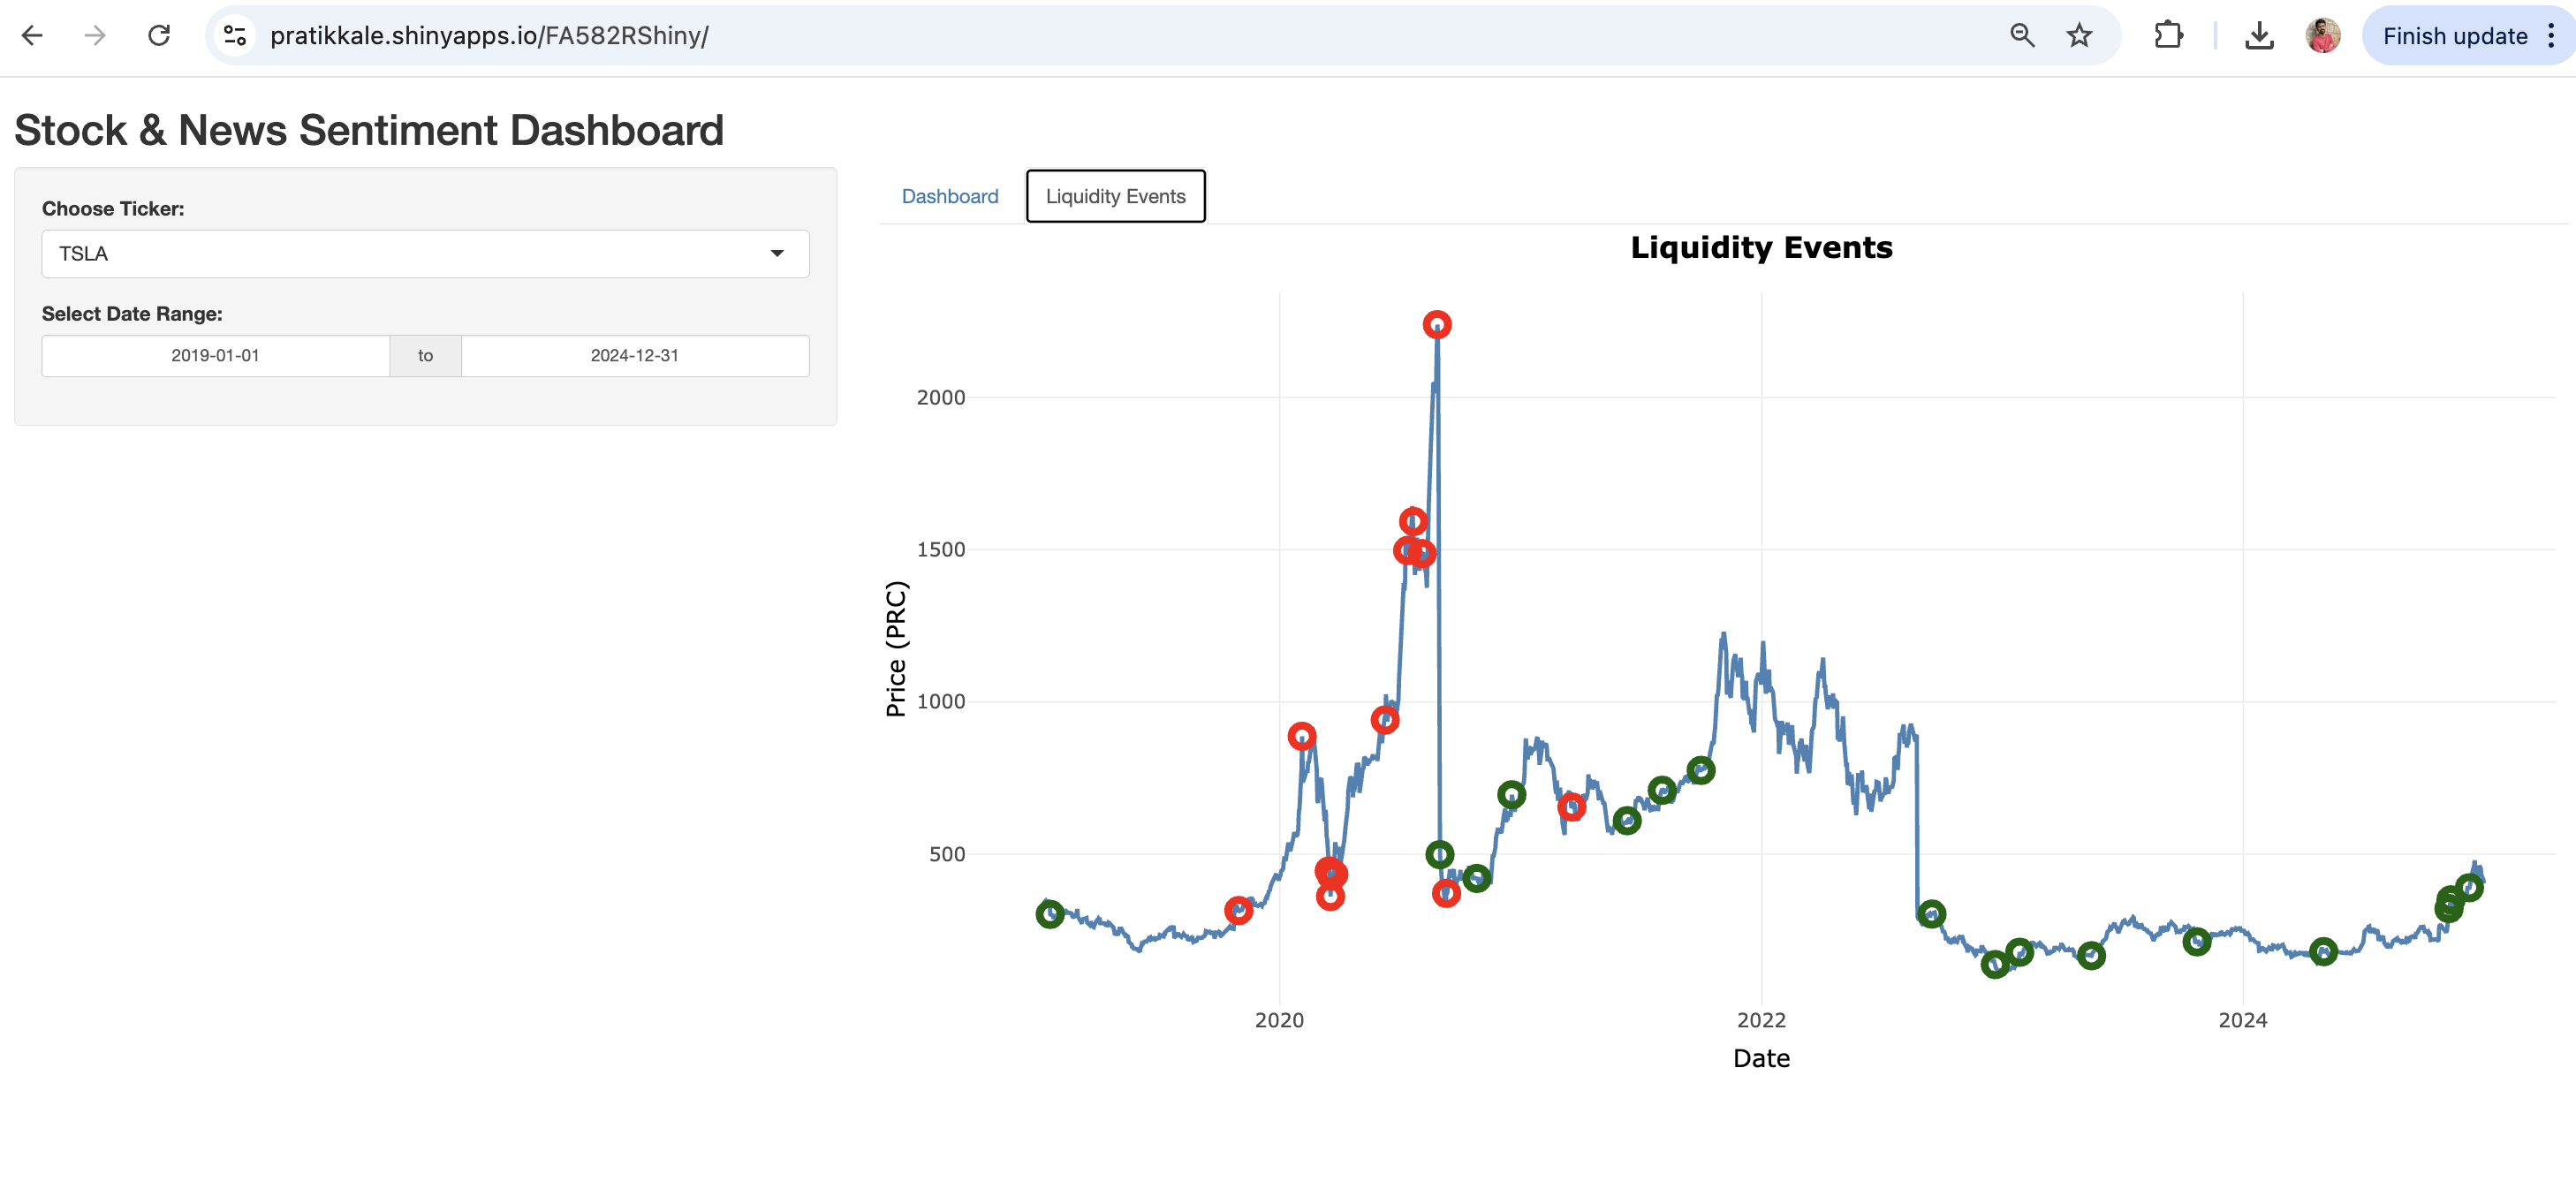 pratikkale.shinyapps.io/FA582RShiny/
Finish update
Stock & News Sentiment Dashboard
Choose Ticker:
TSLA
Select Date Range:
2019-01-01 to 2024-12-31
Dashboard
Liquidity Events
Liquidity Events
2000
1500
1000
500
Price (PRC)
2020 2022 2024
Date